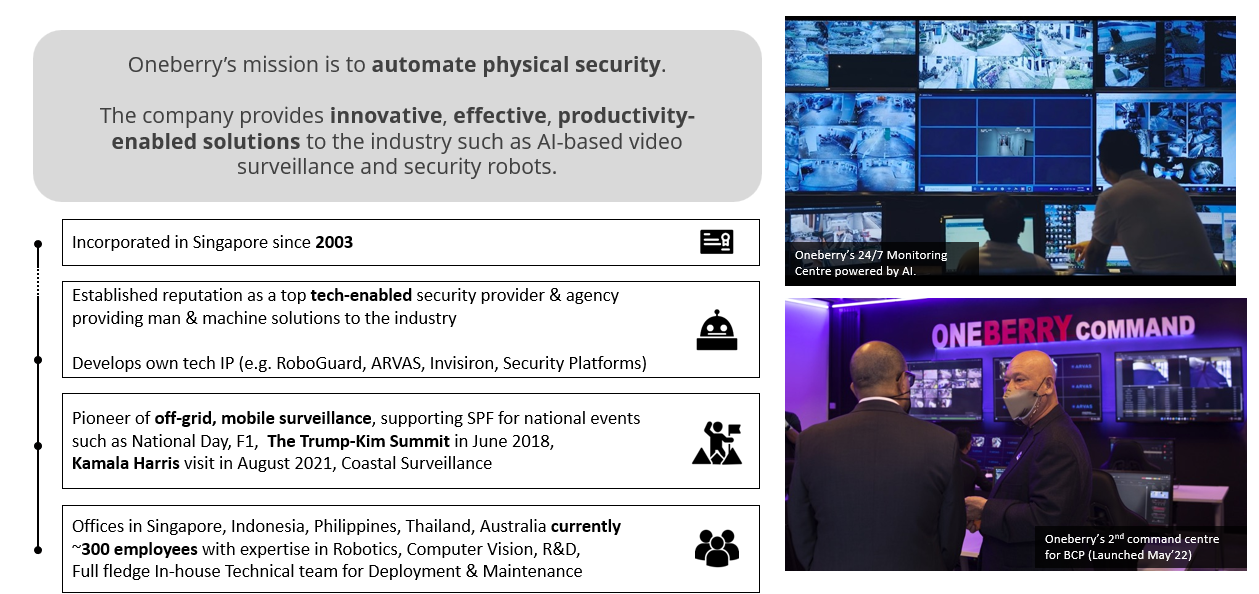 Oneberry's mission is to automate physical security.
The company provides innovative, effective, productivity-
enabled solutions to the industry such as AI-based video
surveillance and security robots.
Incorporated in Singapore since 2003
Established reputation as a top tech-enabled security provider & agency
providing man & machine solutions to the industry
Develops own tech IP (e.g. RoboGuard, ARVAS, Invisiron, Security Platforms)
Pioneer of off-grid, mobile surveillance, supporting SPF for national events
such as National Day, F1,  The Trump-Kim Summit in June 2018,
Kamala Harris visit in August 2021, Coastal Surveillance
Offices in Singapore, Indonesia, Philippines, Thailand, Australia currently
~300 employees with expertise in Robotics, Computer Vision, R&D,
Full fledge In-house Technical team for Deployment & Maintenance
Oneberry's 24/7 Monitoring
Centre powered by AI.
ONEBERRY COMMAND
ARVAS
ARVAS
ARVAS
Oneberry's 2nd command centre
for BCP (Launched May'22)